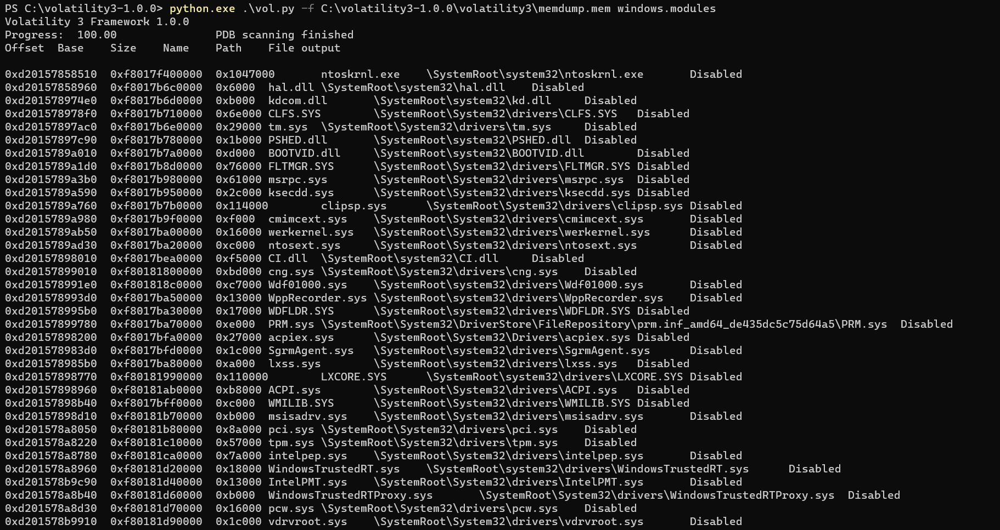 PS C:\volatility3-1.0.0> python.exe .\vol.py -f C:\volatility3-1.0.0\volatility3\memdump.mem windows.modules
Volatility 3 Framework 1.0.0
Progress:  100.00               PDB scanning finished
Offset  Base    Size    Name    Path    File output

0xd20157858510  0xf8017f400000  0x1047000       ntoskrnl.exe    \SystemRoot\system32\ntoskrnl.exe       Disabled
0xd20157858960  0xf8017b6c0000  0x6000  hal.dll \SystemRoot\system32\hal.dll    Disabled
0xd201578974e0  0xf8017b6d0000  0xb000  kdcom.dll       \SystemRoot\system32\kd.dll     Disabled
0xd201578978f0  0xf8017b710000  0x6e000 CLFS.SYS        \SystemRoot\System32\drivers\CLFS.SYS   Disabled
0xd20157897ac0  0xf8017b6e0000  0x29000 tm.sys  \SystemRoot\System32\drivers\tm.sys     Disabled
0xd20157897c90  0xf8017b780000  0x1b000 PSHED.dll       \SystemRoot\system32\PSHED.dll  Disabled
0xd2015789a010  0xf8017b7a0000  0xd000  BOOTVID.dll     \SystemRoot\system32\BOOTVID.dll        Disabled
0xd2015789a1d0  0xf8017b8d0000  0x76000 FLTMGR.SYS      \SystemRoot\System32\drivers\FLTMGR.SYS Disabled
0xd2015789a3b0  0xf8017b980000  0x61000 msrpc.sys       \SystemRoot\System32\drivers\msrpc.sys  Disabled
0xd2015789a590  0xf8017b950000  0x2c000 ksecdd.sys      \SystemRoot\System32\drivers\ksecdd.sys Disabled
0xd2015789a760  0xf8017b7b0000  0x114000        clipsp.sys      \SystemRoot\System32\drivers\clipsp.sys Disabled
0xd2015789a980  0xf8017b9f0000  0xf000  cmimcext.sys    \SystemRoot\System32\drivers\cmimcext.sys       Disabled
0xd2015789ab50  0xf8017ba00000  0x16000 werkernel.sys   \SystemRoot\System32\drivers\werkernel.sys      Disabled
0xd2015789ad30  0xf8017ba20000  0xc000  ntosext.sys     \SystemRoot\System32\drivers\ntosext.sys        Disabled
0xd20157898010  0xf8017bea0000  0xf5000 CI.dll  \SystemRoot\system32\CI.dll     Disabled
0xd20157899010  0xf80181800000  0xbd000 cng.sys \SystemRoot\System32\drivers\cng.sys    Disabled
0xd201578991e0  0xf801818c0000  0xc7000 Wdf01000.sys    \SystemRoot\system32\drivers\Wdf01000.sys       Disabled
0xd201578993d0  0xf8017ba50000  0x13000 WppRecorder.sys \SystemRoot\system32\drivers\WppRecorder.sys    Disabled
0xd201578995b0  0xf8017ba30000  0x17000 WDFLDR.SYS      \SystemRoot\system32\drivers\WDFLDR.SYS Disabled
0xd20157899780  0xf8017ba70000  0xe000  PRM.sys \SystemRoot\System32\DriverStore\FileRepository\prm.inf_amd64_de435dc5c75d64a5\PRM.sys  Disabled
0xd20157898200  0xf8017bfa0000  0x27000 acpiex.sys      \SystemRoot\System32\Drivers\acpiex.sys Disabled
0xd201578983d0  0xf8017bfd0000  0x1c000 SgrmAgent.sys   \SystemRoot\system32\drivers\SgrmAgent.sys      Disabled
0xd201578985b0  0xf8017ba80000  0xa000  lxss.sys        \SystemRoot\system32\drivers\lxss.sys   Disabled
0xd20157898770  0xf80181990000  0x110000        LXCORE.SYS      \SystemRoot\system32\drivers\LXCORE.SYS Disabled
0xd20157898960  0xf80181ab0000  0xb8000 ACPI.sys        \SystemRoot\System32\drivers\ACPI.sys   Disabled
0xd20157898b40  0xf8017bff0000  0xc000  WMILIB.SYS      \SystemRoot\System32\drivers\WMILIB.SYS Disabled
0xd20157898d10  0xf80181b70000  0xb000  msisadrv.sys    \SystemRoot\System32\drivers\msisadrv.sys       Disabled
0xd201578a8050  0xf80181b80000  0x8a000 pci.sys \SystemRoot\System32\drivers\pci.sys    Disabled
0xd201578a8220  0xf80181c10000  0x57000 tpm.sys \SystemRoot\System32\drivers\tpm.sys    Disabled
0xd201578a8780  0xf80181ca0000  0x7a000 intelpep.sys    \SystemRoot\System32\drivers\intelpep.sys       Disabled
0xd201578a8960  0xf80181d20000  0x18000 WindowsTrustedRT.sys    \SystemRoot\system32\drivers\WindowsTrustedRT.sys      Disabled
0xd201578b9c90  0xf80181d40000  0x13000 IntelPMT.sys    \SystemRoot\System32\drivers\IntelPMT.sys       Disabled
0xd201578a8b40  0xf80181d60000  0xb000  WindowsTrustedRTProxy.sys       \SystemRoot\System32\drivers\WindowsTrustedRTProxy.sys  Disabled
0xd201578a8d30  0xf80181d70000  0x16000 pcw.sys \SystemRoot\System32\drivers\pcw.sys    Disabled
0xd201578b9910  0xf80181d90000  0x1c000 vdrvroot.sys    \SystemRoot\System32\drivers\vdrvroot.sys       Disabled